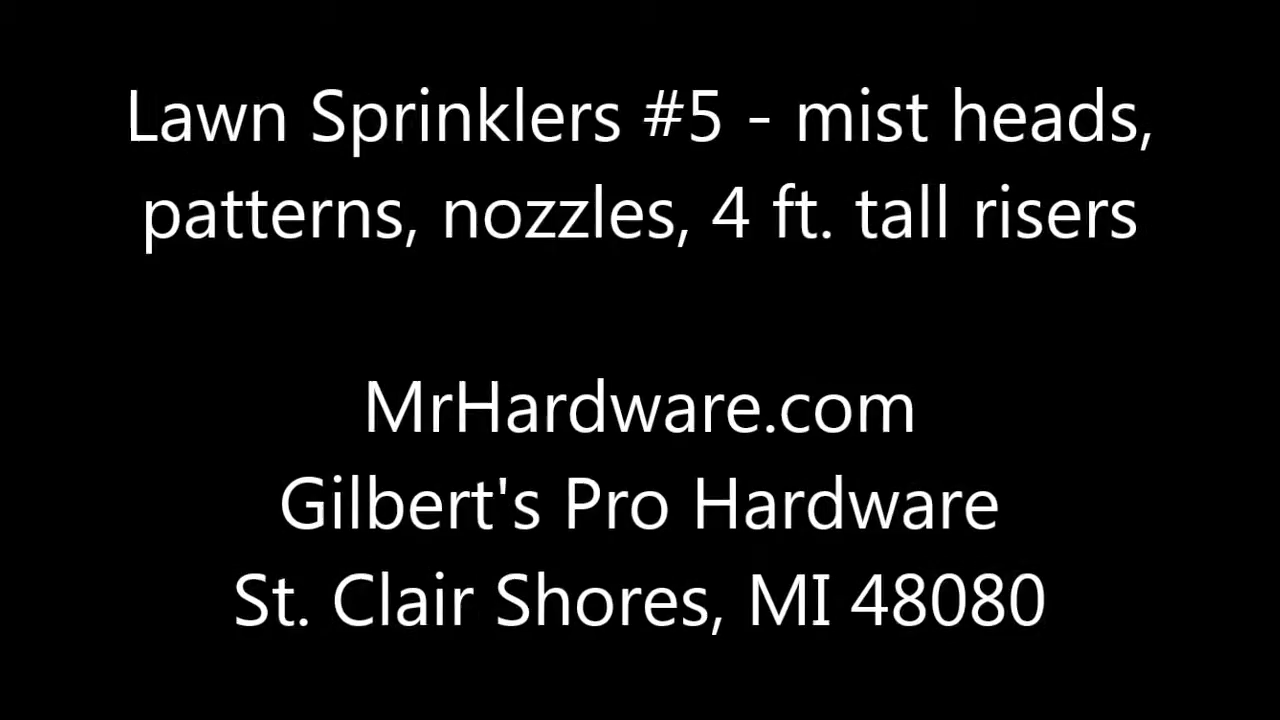 Lawn Sprinklers #5 - mist heads,
patterns, nozzles, 4 ft. tall risers
MrHardware.com
Gilbert's Pro Hardware
St. Clair Shores, MI 48080